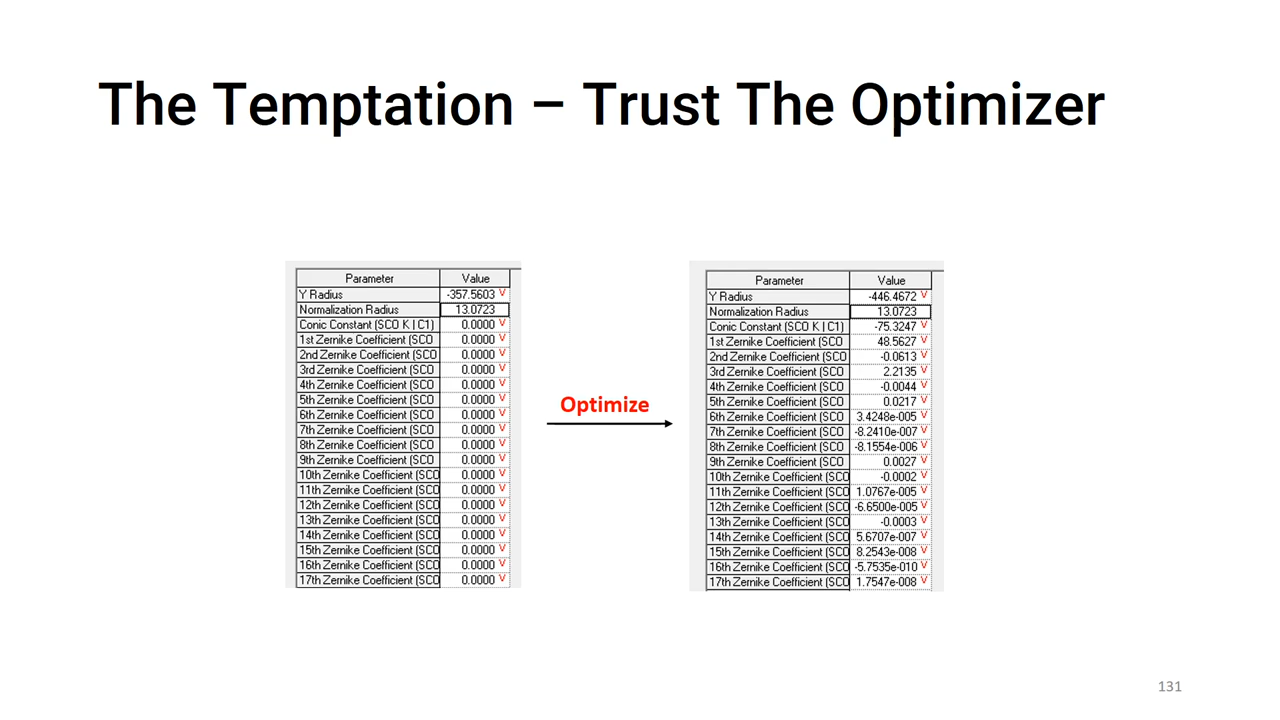 The Temptation – Trust The Optimizer
Parameter Value
Y Radius -357.5603 V
Normalization Radius 13.0723
Conic Constant (SCO K | C1) 0.0000 V
1st Zernike Coefficient (SCO 0.0000 V
2nd Zernike Coefficient (SCO 0.0000 V
3rd Zernike Coefficient (SCO 0.0000 V
4th Zernike Coefficient (SCO 0.0000 V
5th Zernike Coefficient (SCO 0.0000 V
6th Zernike Coefficient (SCO 0.0000 V
7th Zernike Coefficient (SCO 0.0000 V
8th Zernike Coefficient (SCO 0.0000 V
9th Zernike Coefficient (SCO 0.0000 V
10th Zernike Coefficient (SCO 0.0000 V
11th Zernike Coefficient (SCO 0.0000 V
12th Zernike Coefficient (SCO 0.0000 V
13th Zernike Coefficient (SCO 0.0000 V
14th Zernike Coefficient (SCO 0.0000 V
15th Zernike Coefficient (SCO 0.0000 V
16th Zernike Coefficient (SCO 0.0000 V
17th Zernike Coefficient (SCO 0.0000 V
Optimize
Parameter Value
Y Radius -446.4672 V
Normalization Radius 13.0723
Conic Constant (SCO K | C1) -75.3247 V
1st Zernike Coefficient (SCO 48.5627 V
2nd Zernike Coefficient (SCO -0.0613 V
3rd Zernike Coefficient (SCO 2.2135 V
4th Zernike Coefficient (SCO -0.0044 V
5th Zernike Coefficient (SCO 0.0217 V
6th Zernike Coefficient (SCO 3.4248e-005 V
7th Zernike Coefficient (SCO -8.2410e-007 V
8th Zernike Coefficient (SCO -8.1554e-006 V
9th Zernike Coefficient (SCO 0.0027 V
10th Zernike Coefficient (SCO -0.0002 V
11th Zernike Coefficient (SCO 1.0767e-005 V
12th Zernike Coefficient (SCO -6.6500e-005 V
13th Zernike Coefficient (SCO -0.0003 V
14th Zernike Coefficient (SCO 5.6707e-007 V
15th Zernike Coefficient (SCO 8.2543e-008 V
16th Zernike Coefficient (SCO -5.7535e-010 V
17th Zernike Coefficient (SCO 1.7547e-008 V
131